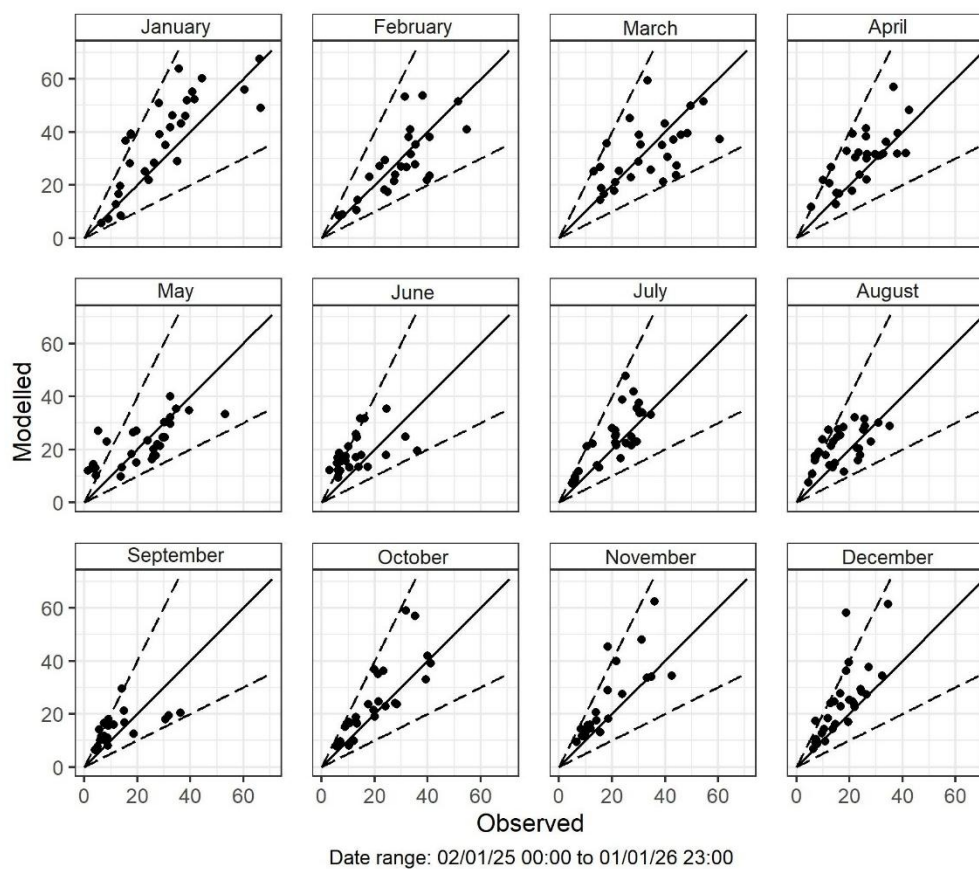 January February March April
60
40
20
0
May June July August
Modelled
60
40
20
0
September October November December
60
40
20
0
0 20 40 60 0 20 40 60 0 20 40 60 0 20 40 60
Observed
Date range: 02/01/25 00:00 to 01/01/26 23:00